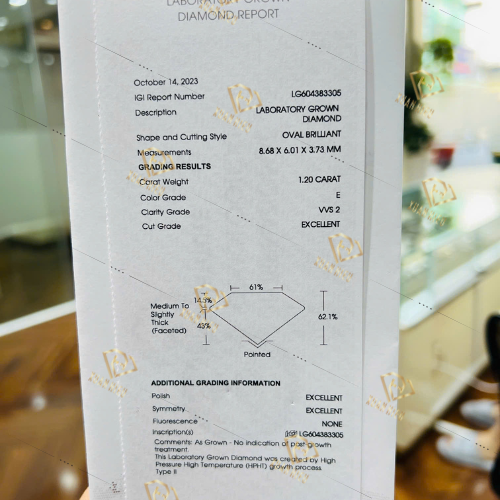 LABORATORY GROWN
DIAMOND REPORT
October 14, 2023
IGI Report Number LG604383305
Description LABORATORY GROWN
DIAMOND
Shape and Cutting Style OVAL BRILLIANT
Measurements 8.68 X 6.01 X 3.73 MM
GRADING RESULTS
Carat Weight 1.20 CARAT
Color Grade E
Clarity Grade VVS 2
Cut Grade EXCELLENT
61%
Medium To
Slightly
Thick
(Faceted)
43%
62.1%
Pointed
ADDITIONAL GRADING INFORMATION
Polish EXCELLENT
Symmetry EXCELLENT
Fluorescence NONE
Inscription(s) LG604383305
Comments: As Grown - No indication of post-growth
treatment
This Laboratory Grown Diamond was created by High
Pressure High Temperature (HPHT) growth process
Type II